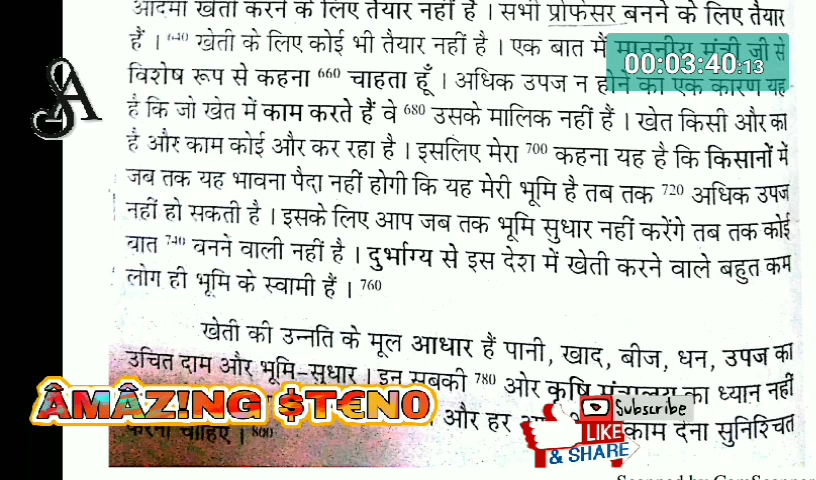 आदमी खेती करने के लिए तैयार नहीं है । सभी प्रोफेसर बनने के लिए तैयार
हैं । 640 खेती के लिए कोई भी तैयार नहीं है । एक बात मैं माननीय मंत्री जी से
विशेष रूप से कहना 660 चाहता हूँ । अधिक उपज न होने का एक कारण यह
00:03:40:13
है कि जो खेत में काम करते हैं वे 680 उसके मालिक नहीं हैं । खेत किसी और का
है और काम कोई और कर रहा है । इसलिए मेरा 700 कहना यह है कि किसानों में
जब तक यह भावना पैदा नहीं होगी कि यह मेरी भूमि है तब तक 720 अधिक उपज
नहीं हो सकती है । इसके लिए आप जब तक भूमि सुधार नहीं करेंगे तब तक कोई
बात 740 बनने वाली नहीं है । दुर्भाग्य से इस देश में खेती करने वाले बहुत कम
लोग ही भूमि के स्वामी हैं । 760
खेती की उन्नति के मूल आधार हैं पानी, खाद, बीज, धन, उपज का
उचित दाम और भूमि-सुधार । इन सबकी 780 ओर कृषि मंत्रालय का ध्यान नहीं
और हर काम देना सुनिश्चित
करना चाहिए । 800
ÂMÂZ!NG $T€NO
Subscribe
LIKE
& SHARE